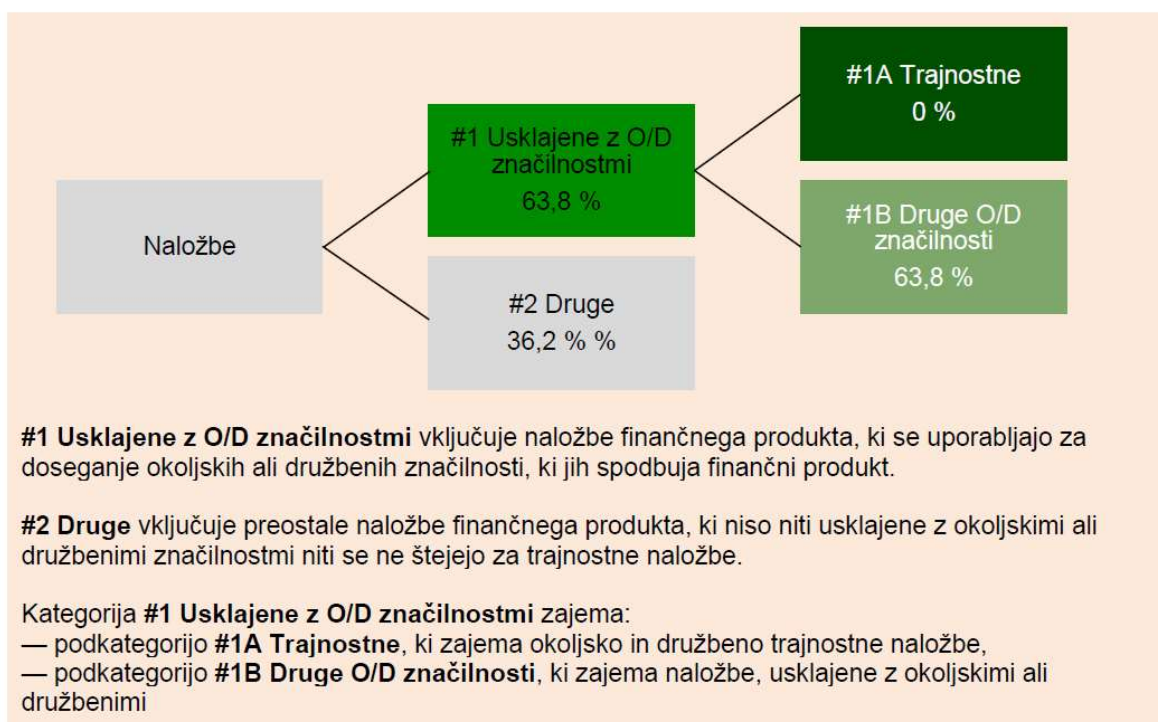 #1A Trajnostne
0 %
#1 Usklajene z O/D
značilnostmi
63,8 %
Naložbe
#1B Druge O/D
značilnosti
63,8 %
#2 Druge
36,2 % %
#1 Usklajene z O/D značilnostmi vključuje naložbe finančnega produkta, ki se uporabljajo za
doseganje okoljskih ali družbenih značilnosti, ki jih spodbuja finančni produkt.
#2 Druge vključuje preostale naložbe finančnega produkta, ki niso niti usklajene z okoljskimi ali
družbenimi značilnostmi niti se ne štejejo za trajnostne naložbe.
Kategorija #1 Usklajene z O/D značilnostmi zajema:
— podkategorijo #1A Trajnostne, ki zajema okoljsko in družbeno trajnostne naložbe,
— podkategorijo #1B Druge O/D značilnosti, ki zajema naložbe, usklajene z okoljskimi ali
družbenimi